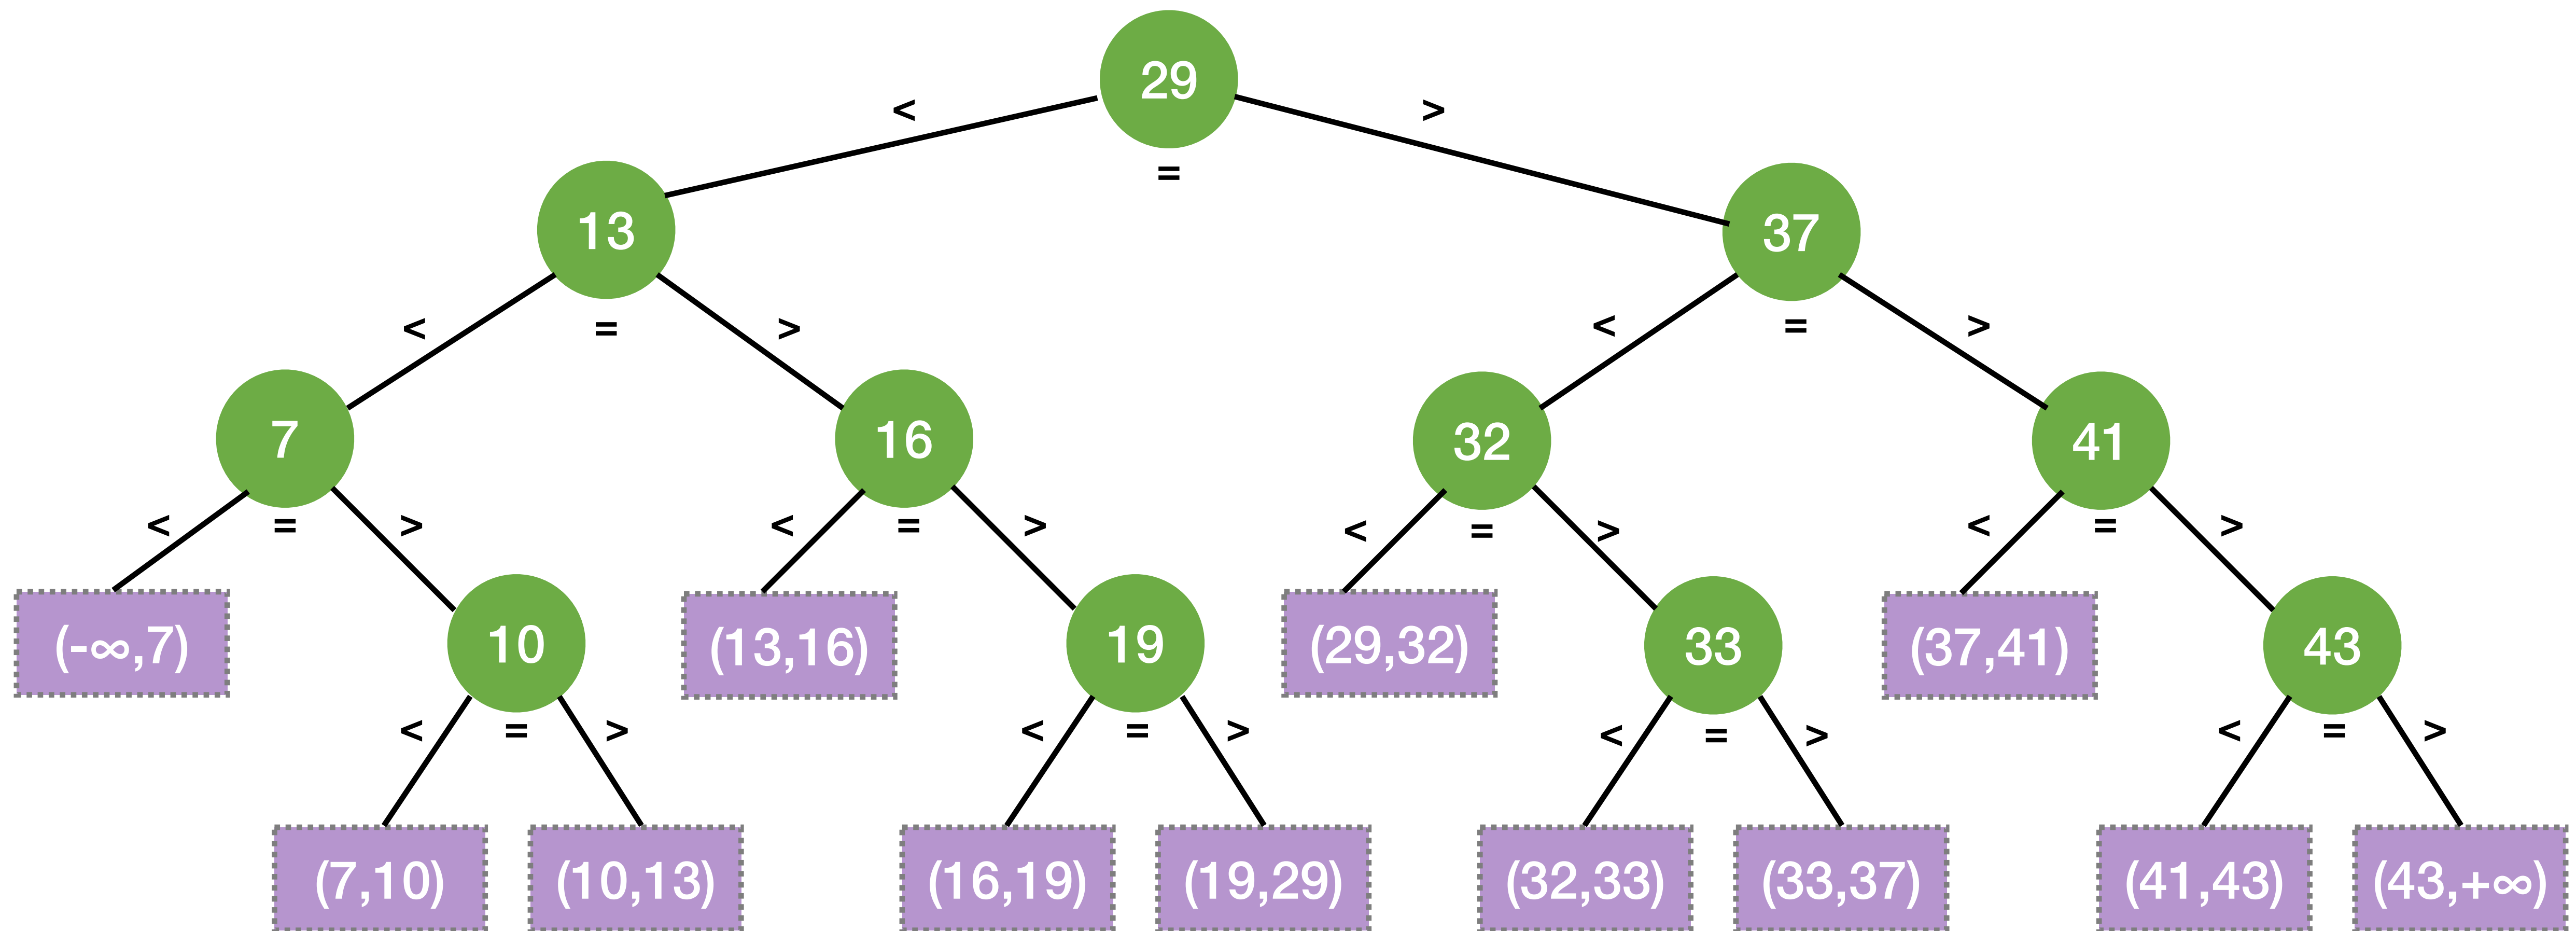 29
< >
=
13 37
< = > < = >
7 16 32 41
< = > < = > < = > < = >
(-∞,7) 10 (13,16) 19 (29,32) 33 (37,41) 43
< = > < = > < = > < = >
(7,10) (10,13) (16,19) (19,29) (32,33) (33,37) (41,43) (43,+∞)